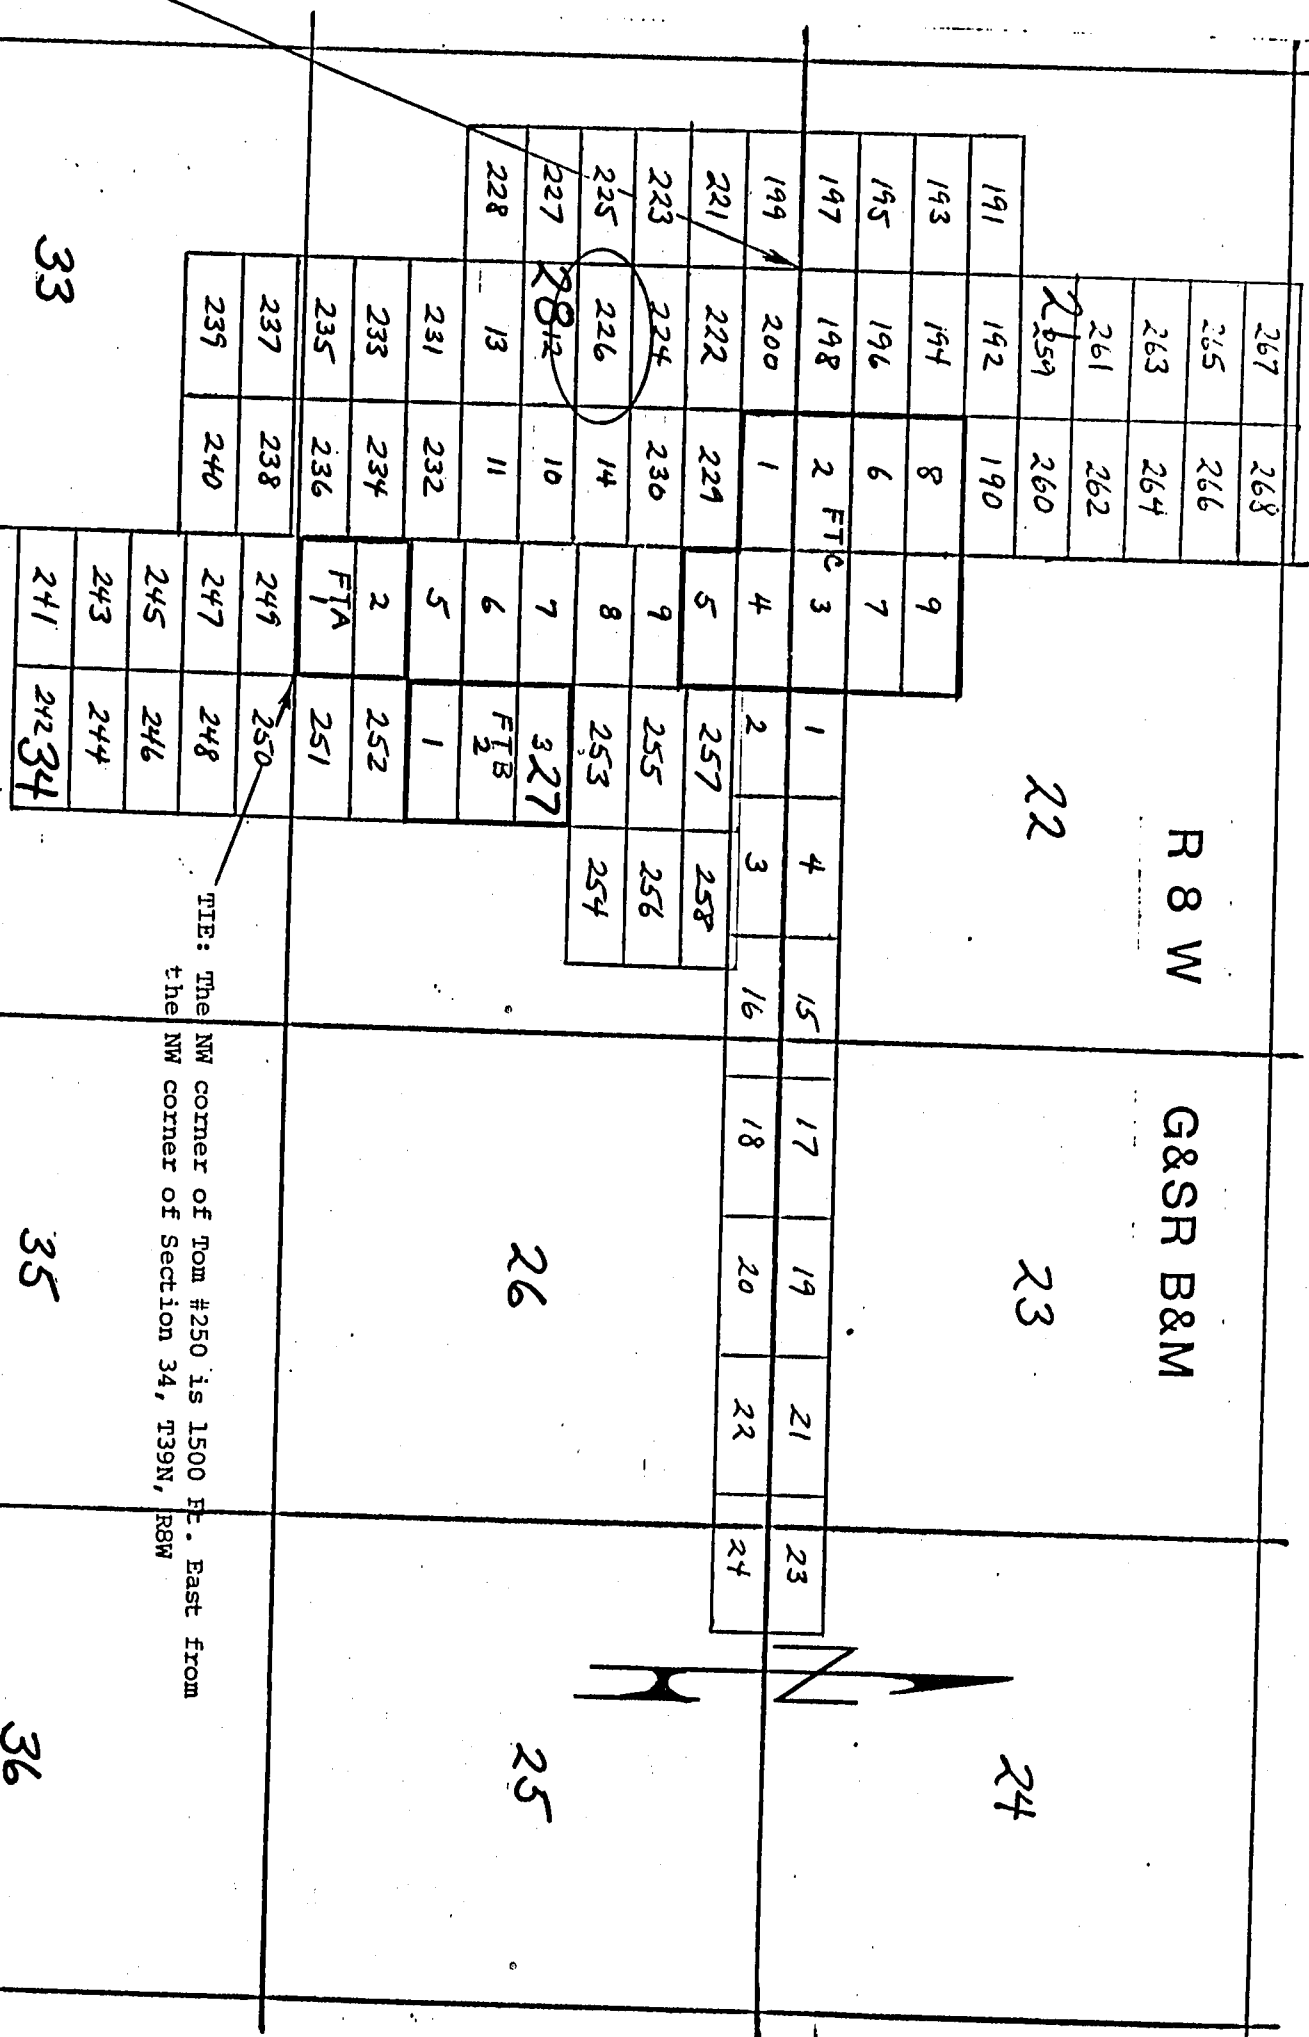 267 268
265 266
R 8 W G&SR B&M
263 264
261 262
21 259 260 22 23 24
191 192 190
193 194 8 9
195 196 6 7
197 198 2 FTC 3 1 4 15 17 19 21 23 N
199 200 1 4 2 3 16 18 20 22 24
221 222 229 5 257 258
223 224 230 9 255 256
225 226 14 8 253 254
227 28 12 10 7 3 27 26 25
228 13 11 6 FTB 2
231 232 5 1
233 234 2 252
235 236 FTA 1 251
237 238 249 250
239 240 247 248
TIE: The NW corner of Tom #250 is 1500 Ft. East from
the NW corner of Section 34, T39N, R8W
245 246
243 244
33 241 242 34 35 36